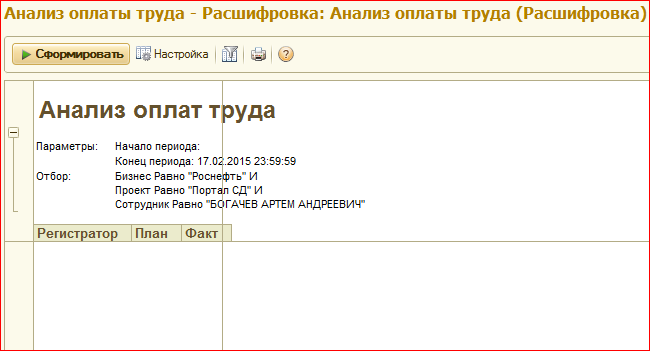 Анализ оплаты труда - Расшифровка: Анализ оплаты труда (Расшифровка)
Сформировать Настройка
Анализ оплат труда
Параметры: Начало периода:
Конец периода: 17.02.2015 23:59:59
Отбор: Бизнес Равно "Роснефть" И
Проект Равно "Портал СД" И
Сотрудник Равно "БОГАЧЕВ АРТЕМ АНДРЕЕВИЧ"
Регистратор План Факт